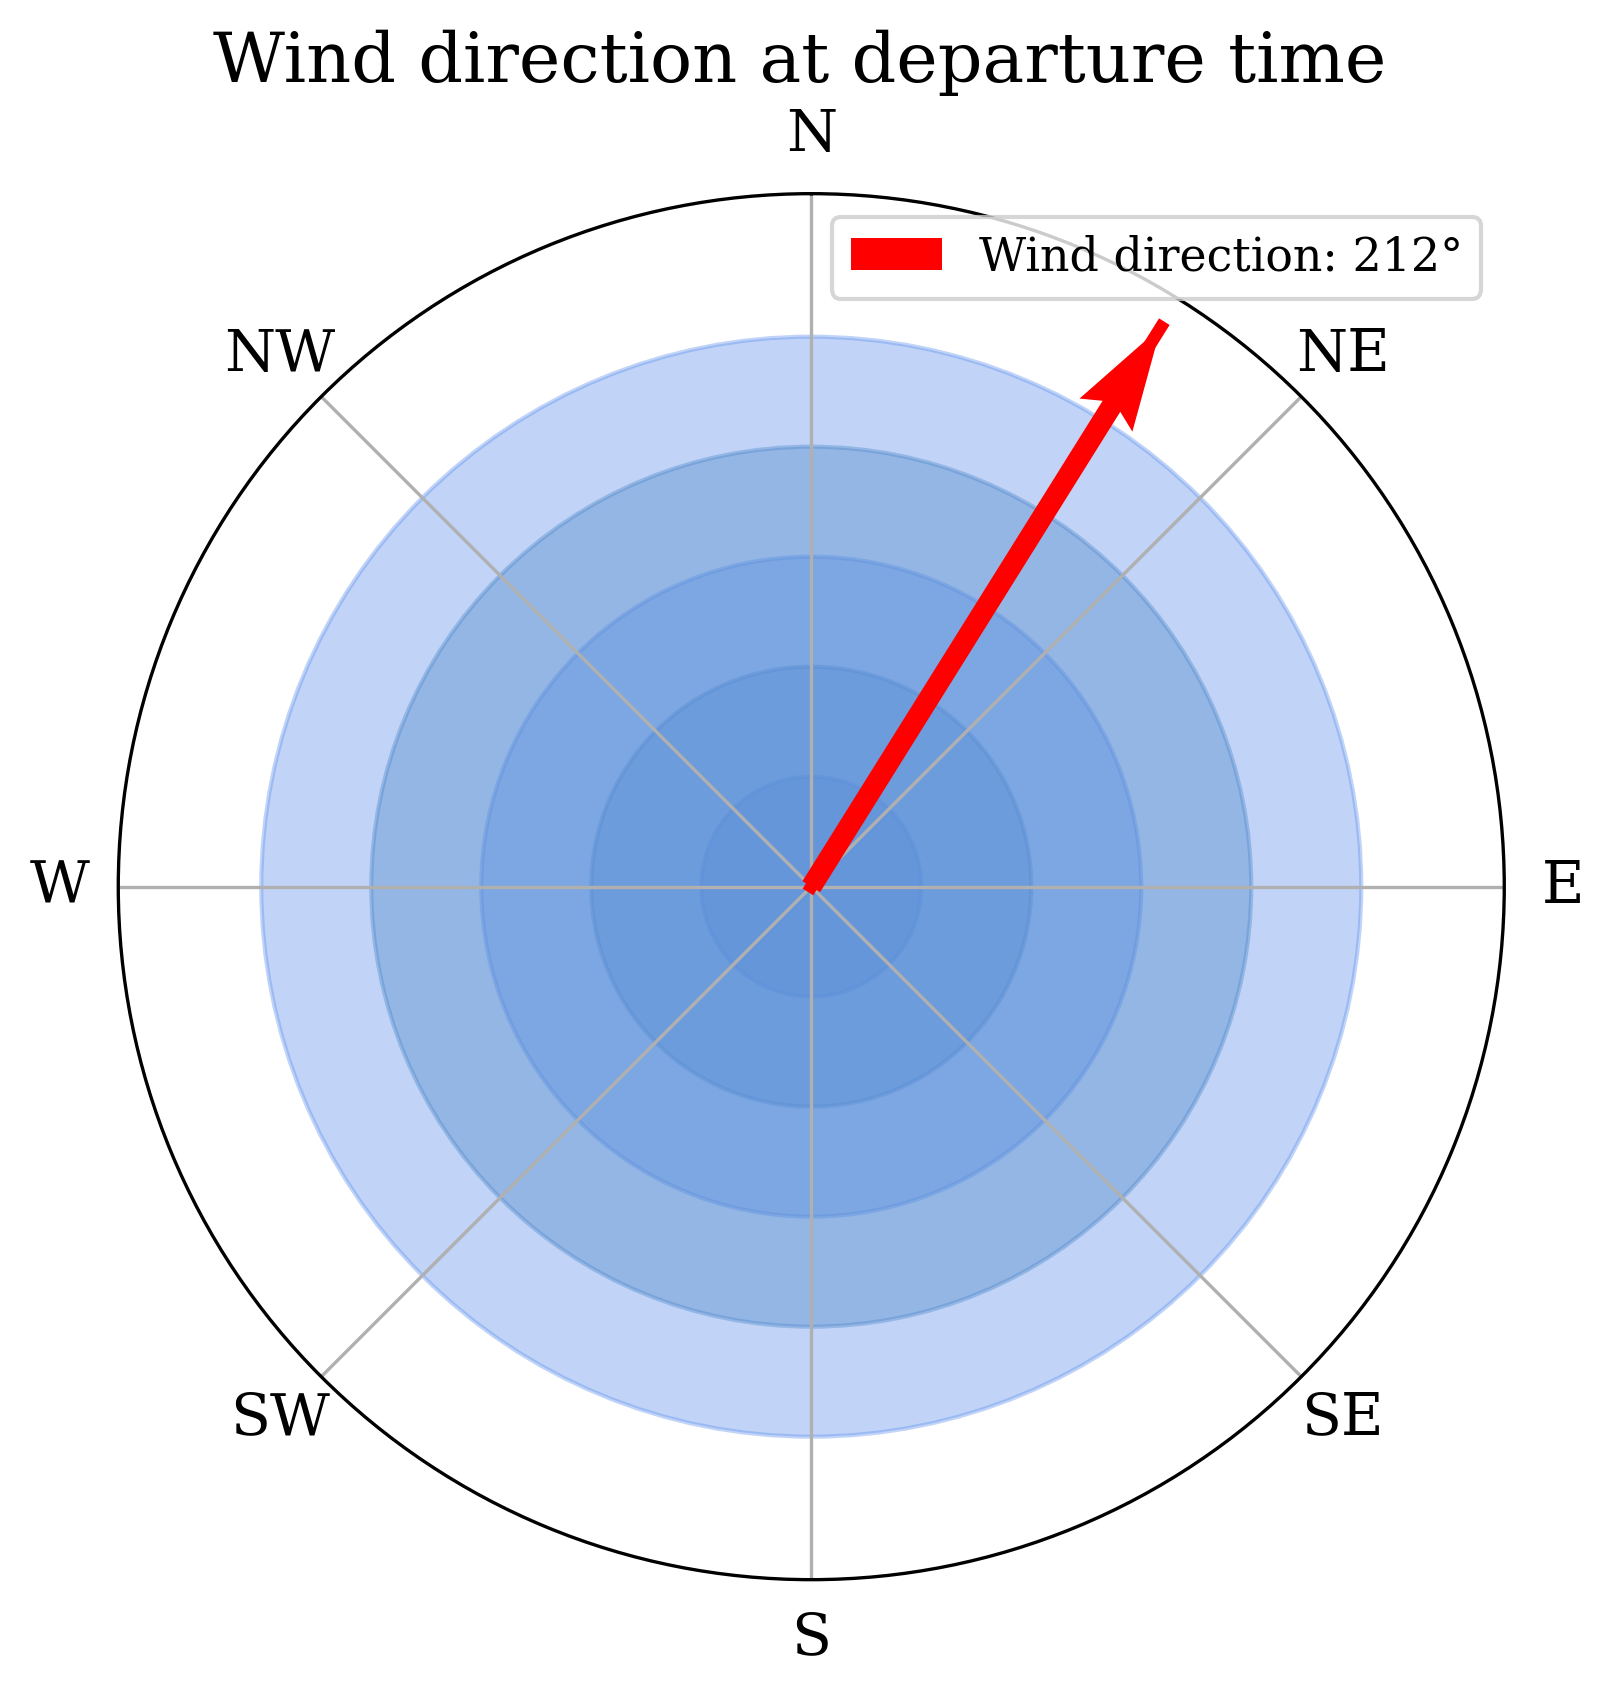 Wind direction at departure time
N
Wind direction: 212°
NW
NE
W
E
SW
SE
S